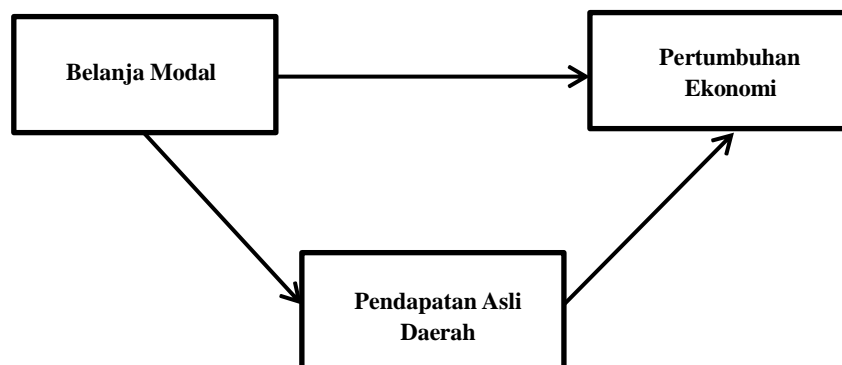 Belanja Modal
Pertumbuhan
Ekonomi
Pendapatan Asli
Daerah